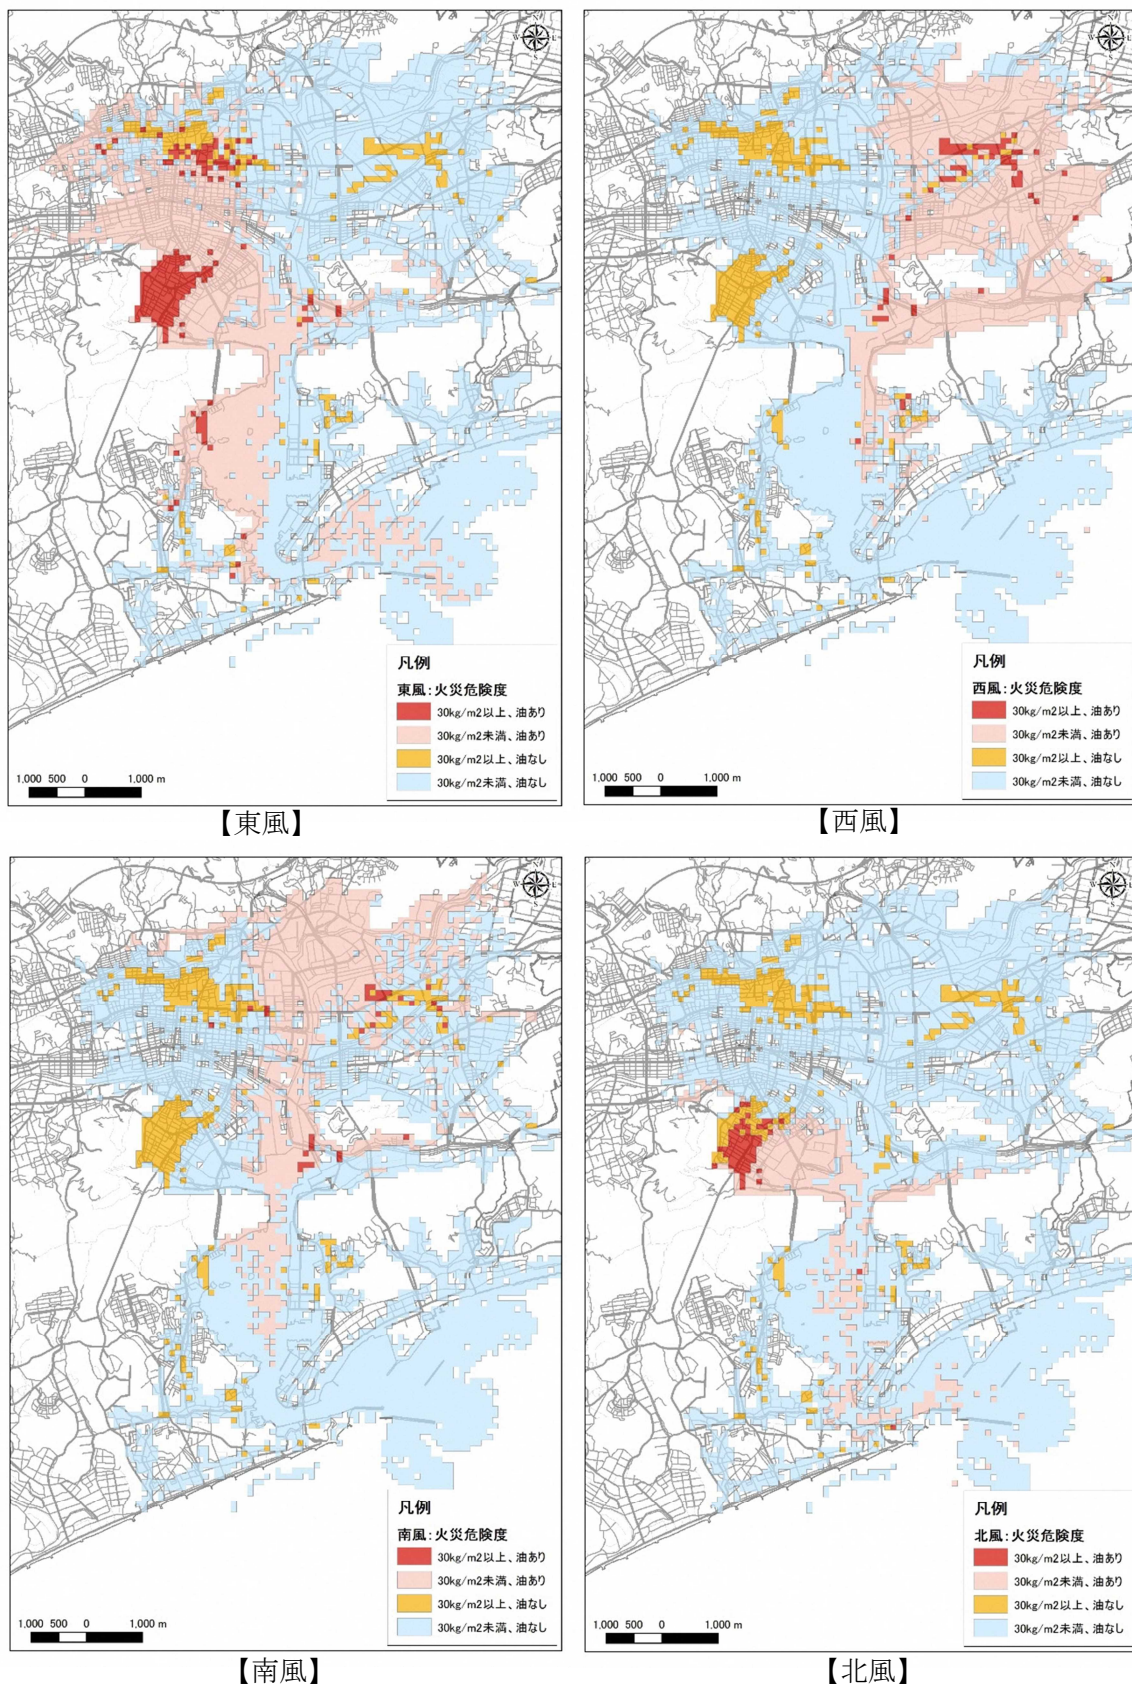 W E
S
凡例
東風:火災危険度
30kg/m2以上、油あり
30kg/m2未満、油あり
30kg/m2以上、油なし
30kg/m2未満、油なし
1,000 500 0 1,000 m
【東風】
W E
S
凡例
西風:火災危険度
30kg/m2以上、油あり
30kg/m2未満、油あり
30kg/m2以上、油なし
30kg/m2未満、油なし
1,000 500 0 1,000 m
【西風】
W E
S
凡例
南風:火災危険度
30kg/m2以上、油あり
30kg/m2未満、油あり
30kg/m2以上、油なし
30kg/m2未満、油なし
1,000 500 0 1,000 m
【南風】
W E
S
凡例
北風:火災危険度
30kg/m2以上、油あり
30kg/m2未満、油あり
30kg/m2以上、油なし
30kg/m2未満、油なし
1,000 500 0 1,000 m
【北風】